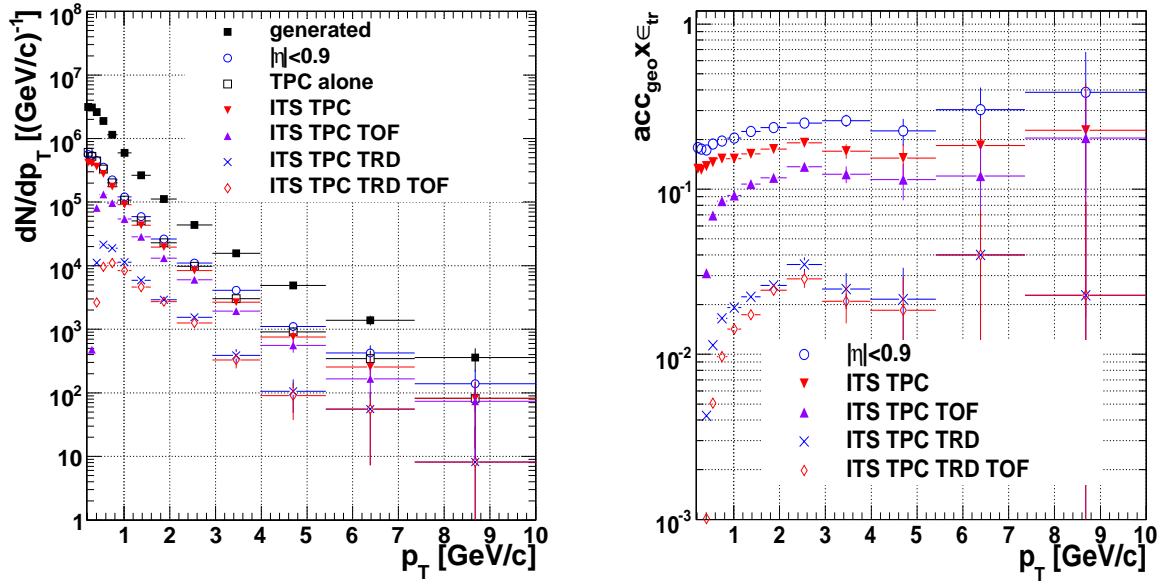 dN/dp_T [(GeV/c)^-1]
10^8
10^7
10^6
10^5
10^4
10^3
10^2
10
1
generated
|η|<0.9
TPC alone
ITS TPC
ITS TPC TOF
ITS TPC TRD
ITS TPC TRD TOF
1 2 3 4 5 6 7 8 9 10
p_T [GeV/c]
acc_geo x ϵ_tr
1
10^-1
10^-2
10^-3
|η|<0.9
ITS TPC
ITS TPC TOF
ITS TPC TRD
ITS TPC TRD TOF
1 2 3 4 5 6 7 8 9 10
p_T [GeV/c]